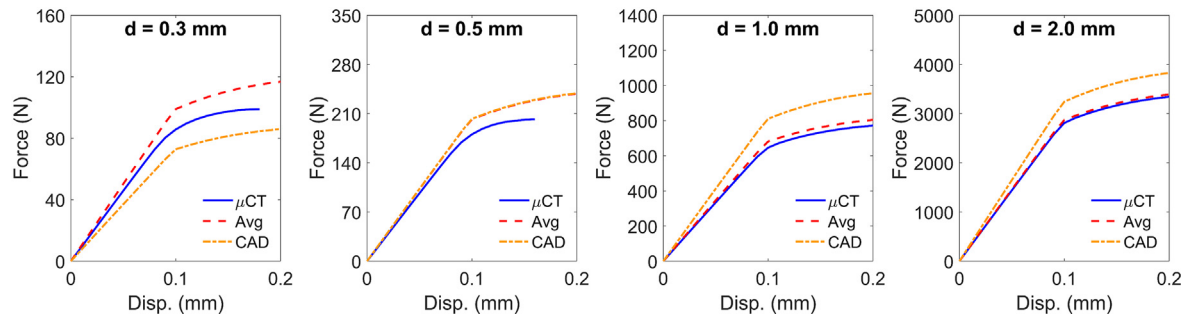 d = 0.3 mm
160
120
80
40
0
Force (N)
μCT
Avg
CAD
0
0.1
0.2
Disp. (mm)
d = 0.5 mm
350
280
210
140
70
0
Force (N)
μCT
Avg
CAD
0
0.1
0.2
Disp. (mm)
d = 1.0 mm
1400
1200
1000
800
600
400
200
0
Force (N)
μCT
Avg
CAD
0
0.1
0.2
Disp. (mm)
d = 2.0 mm
5000
4000
3000
2000
1000
0
Force (N)
μCT
Avg
CAD
0
0.1
0.2
Disp. (mm)